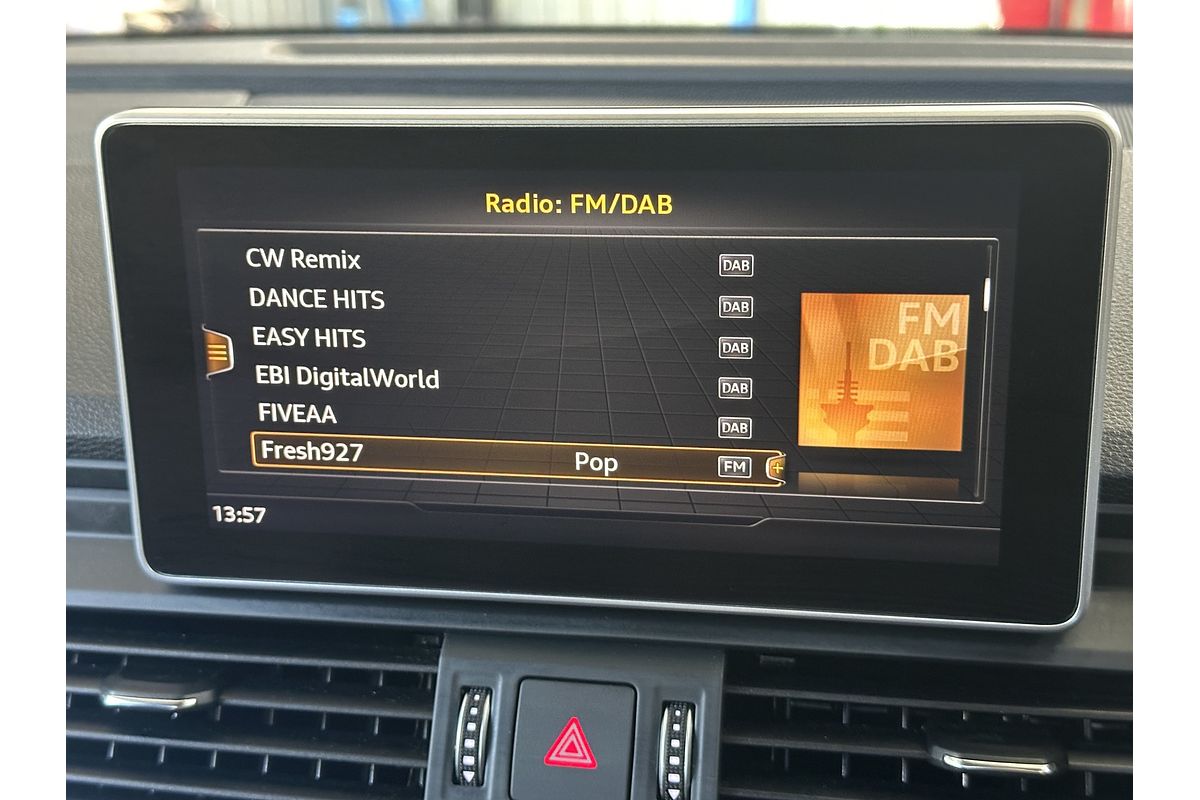 Radio: FM/DAB
CW Remix DAB
DANCE HITS DAB
EASY HITS DAB
EBI DigitalWorld DAB
FIVEAA DAB
Fresh927 Pop FM +
FM
DAB
13:57